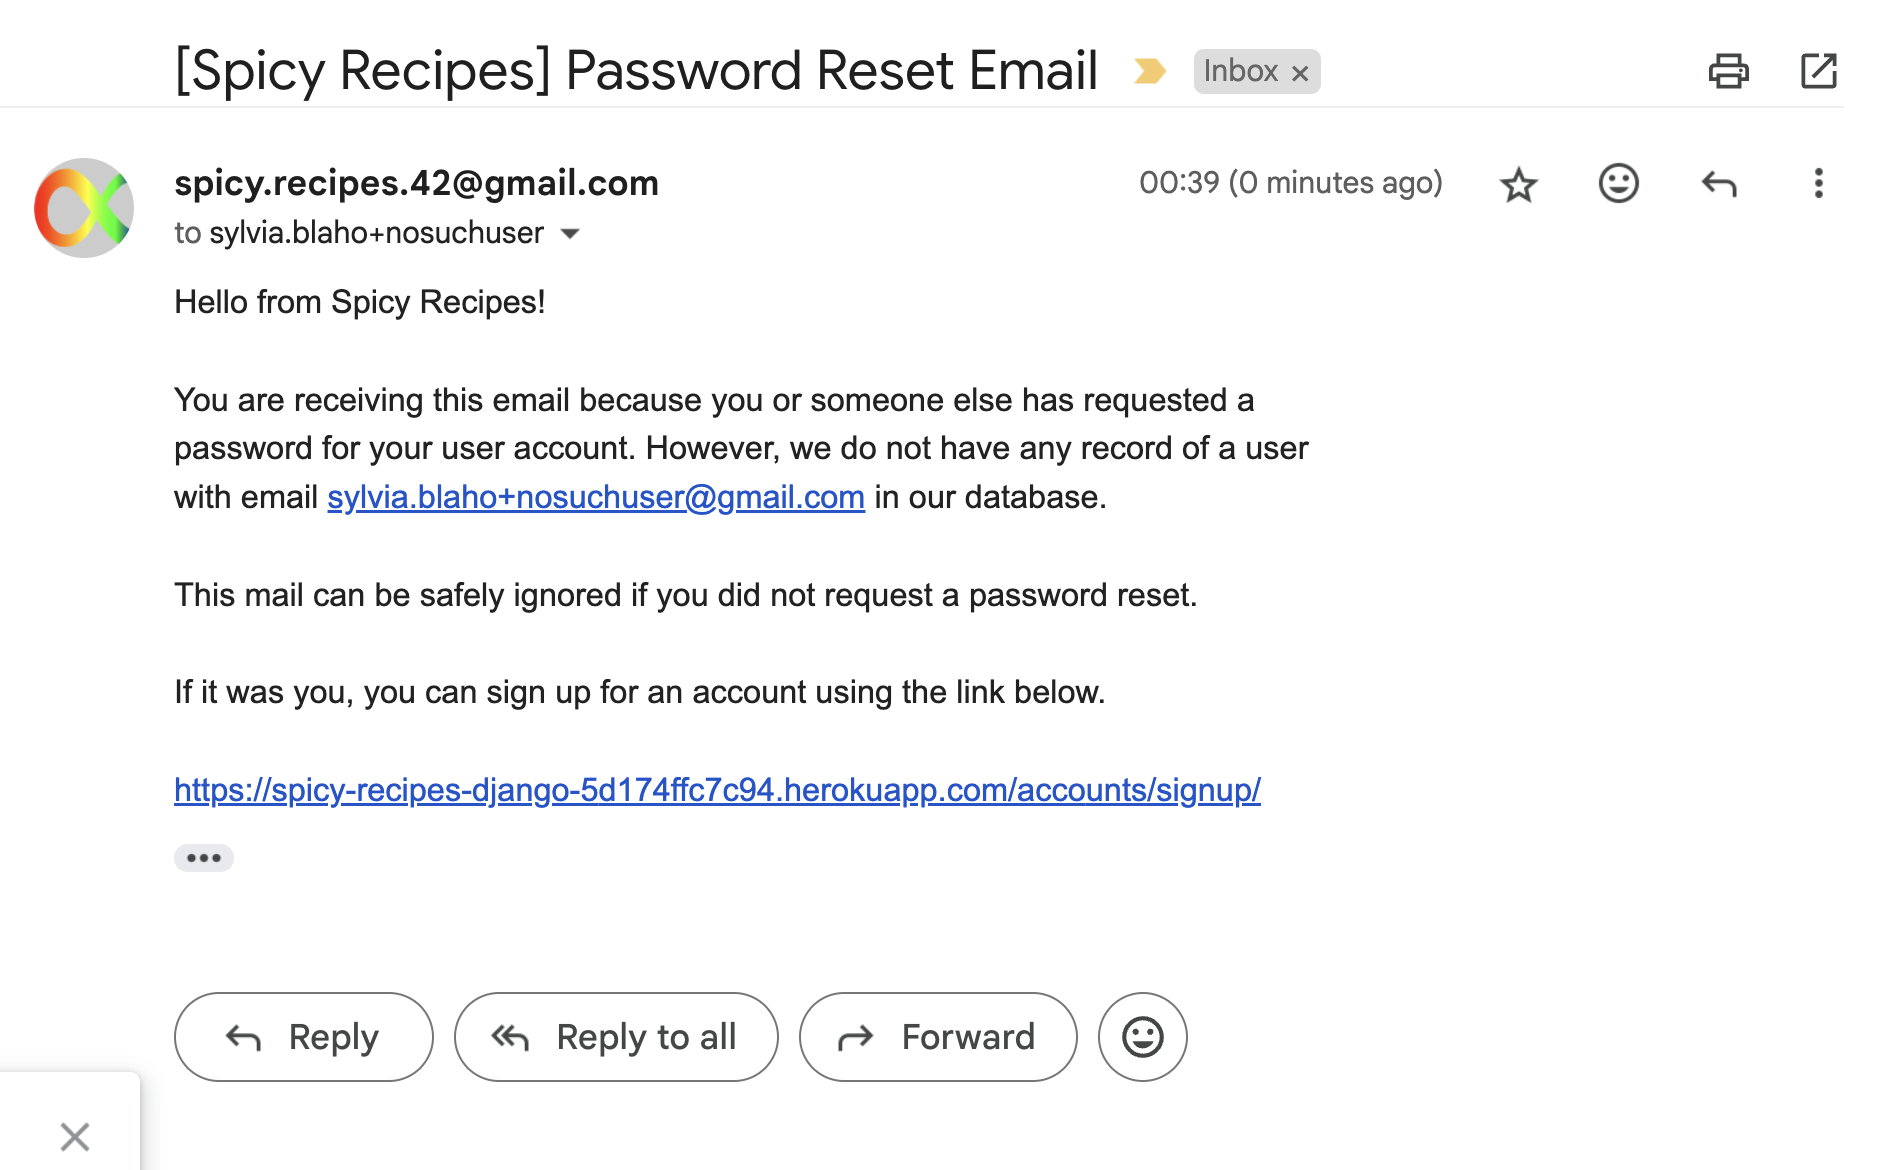 [Spicy Recipes] Password Reset Email Inbox x
spicy.recipes.42@gmail.com 00:39 (0 minutes ago)
to sylvia.blaho+nosuchuser
Hello from Spicy Recipes!
You are receiving this email because you or someone else has requested a
password for your user account. However, we do not have any record of a user
with email sylvia.blaho+nosuchuser@gmail.com in our database.
This mail can be safely ignored if you did not request a password reset.
If it was you, you can sign up for an account using the link below.
https://spicy-recipes-django-5d174ffc7c94.herokuapp.com/accounts/signup/
Reply Reply to all Forward